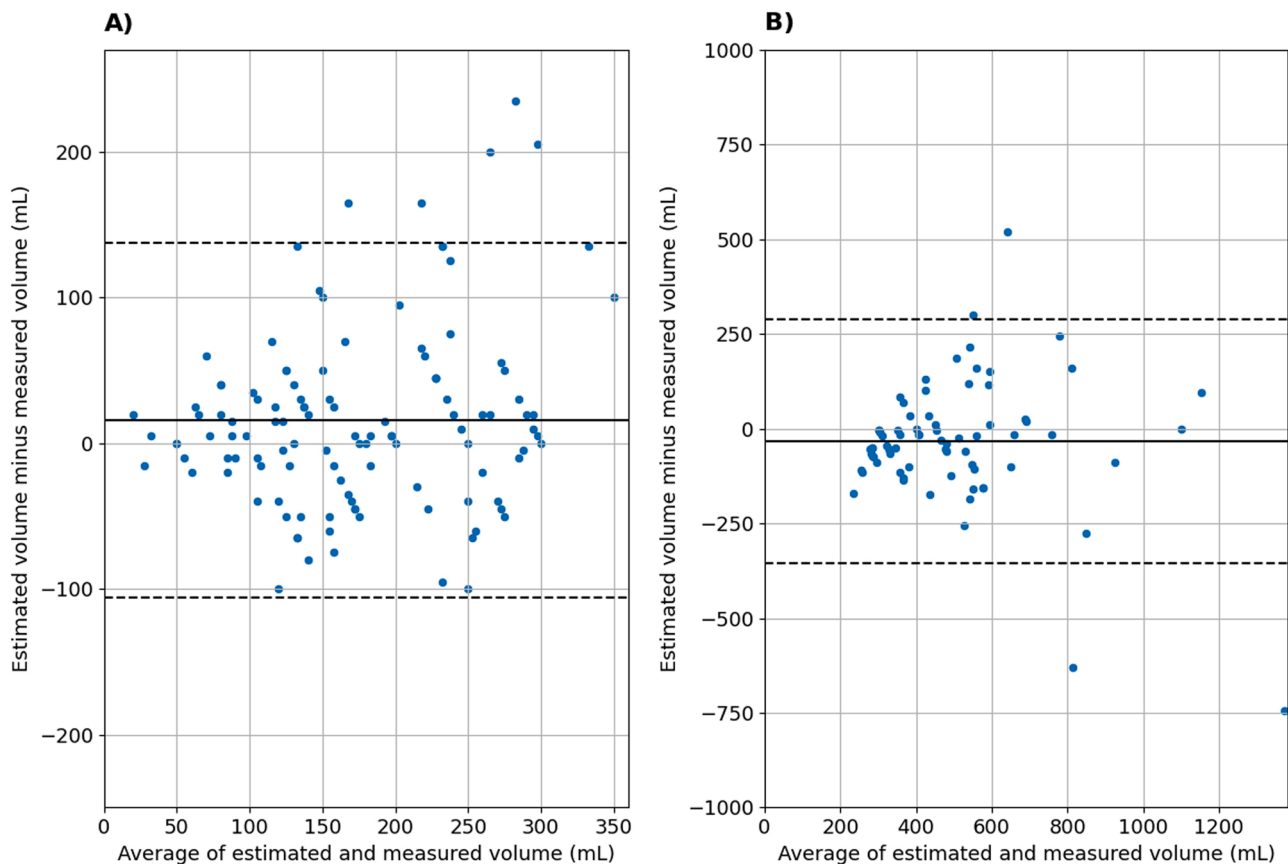 A)
Estimated volume minus measured volume (mL)
200
100
0
−100
−200
0 50 100 150 200 250 300 350
Average of estimated and measured volume (mL)
B)
Estimated volume minus measured volume (mL)
1000
750
500
250
0
−250
−500
−750
−1000
0 200 400 600 800 1000 1200
Average of estimated and measured volume (mL)